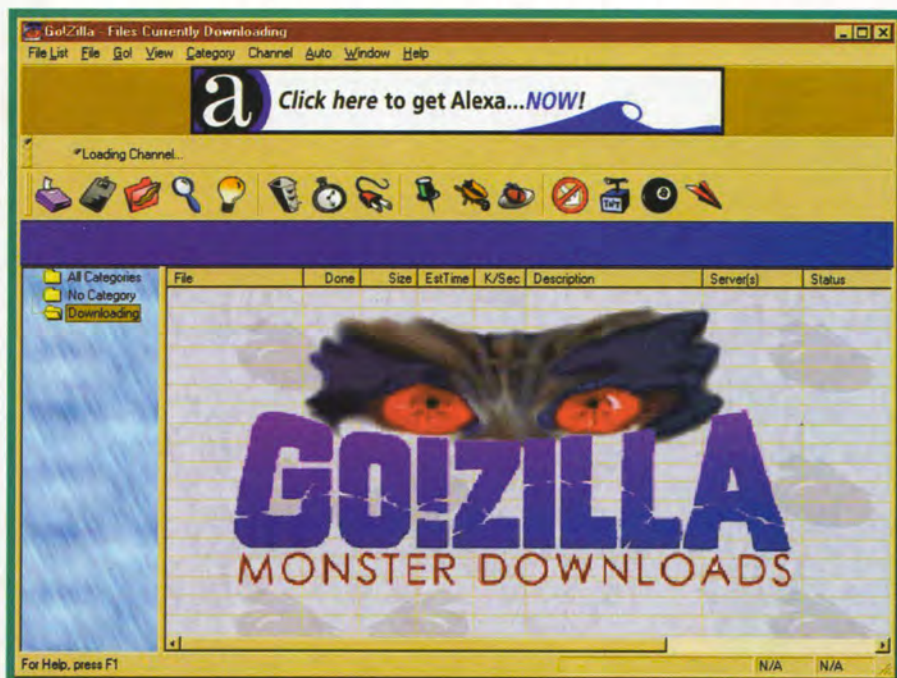 Go!Zilla - Files Currently Downloading
File List File Go! View Category Channel Auto Window Help
a Click here to get Alexa...NOW!
Loading Channel...
TNT
8
All Categories
No Category
Downloading
File Done Size EstTime K/Sec Description Server(s) Status
GO!ZILLA
MONSTER DOWNLOADS
For Help, press F1 N/A N/A